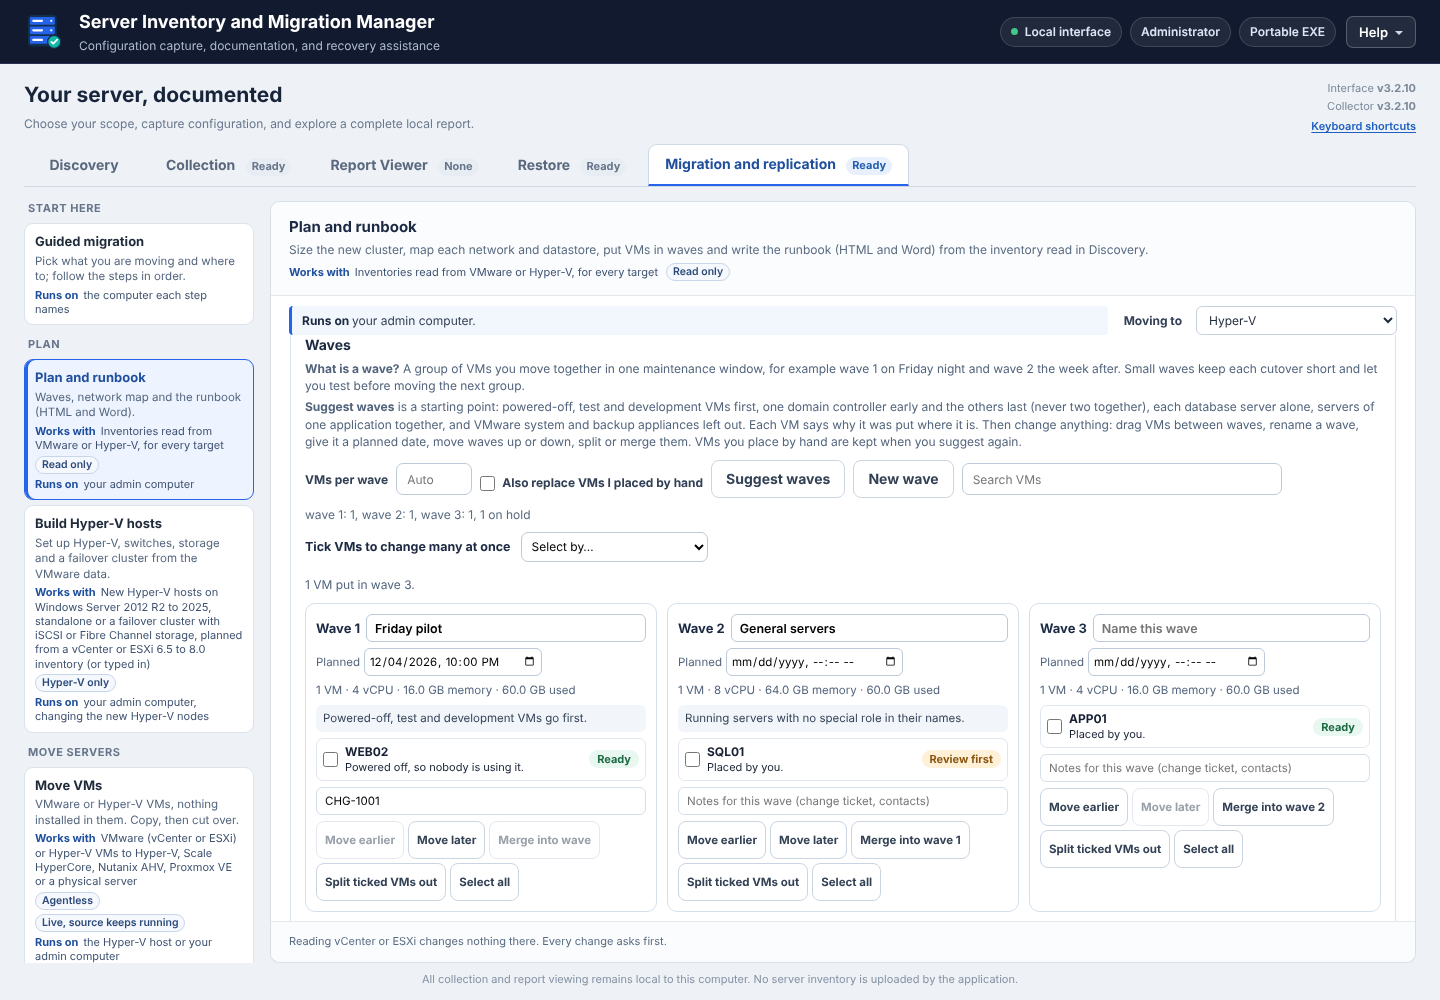 Server Inventory and Migration Manager
Configuration capture, documentation, and recovery assistance
Local interface
Administrator
Portable EXE
Help
Your server, documented
Choose your scope, capture configuration, and explore a complete local report.
Interface v3.2.10
Collector v3.2.10
Keyboard shortcuts
Discovery
Collection Ready
Report Viewer None
Restore Ready
Migration and replication Ready
START HERE
Guided migration
Pick what you are moving and where
to; follow the steps in order.
Runs on the computer each step
names
PLAN
Plan and runbook
Waves, network map and the runbook
(HTML and Word).
Works with Inventories read from
VMware or Hyper-V, for every target
Read only
Runs on your admin computer
Build Hyper-V hosts
Set up Hyper-V, switches, storage
and a failover cluster from the
VMware data.
Works with New Hyper-V hosts on
Windows Server 2012 R2 to 2025,
standalone or a failover cluster with
iSCSI or Fibre Channel storage, planned
from a vCenter or ESXi 6.5 to 8.0
inventory (or typed in)
Hyper-V only
Runs on your admin computer,
changing the new Hyper-V nodes
MOVE SERVERS
Move VMs
VMware or Hyper-V VMs, nothing
installed in them. Copy, then cut over.
Works with VMware (vCenter or ESXi)
or Hyper-V VMs to Hyper-V, Scale
HyperCore, Nutanix AHV, Proxmox VE
or a physical server
Agentless
Live, source keeps running
Runs on the Hyper-V host or your
admin computer
Plan and runbook
Size the new cluster, map each network and datastore, put VMs in waves and write the runbook (HTML and Word) from the inventory read in Discovery.
Works with Inventories read from VMware or Hyper-V, for every target Read only
Runs on your admin computer.
Moving to Hyper-V
Waves
What is a wave? A group of VMs you move together in one maintenance window, for example wave 1 on Friday night and wave 2 the week after. Small waves keep each cutover short and let
you test before moving the next group.
Suggest waves is a starting point: powered-off, test and development VMs first, one domain controller early and the others last (never two together), each database server alone, servers of
one application together, and VMware system and backup appliances left out. Each VM says why it was put where it is. Then change anything: drag VMs between waves, rename a wave,
give it a planned date, move waves up or down, split or merge them. VMs you place by hand are kept when you suggest again.
VMs per wave Auto Also replace VMs I placed by hand Suggest waves New wave Search VMs
wave 1: 1, wave 2: 1, wave 3: 1, 1 on hold
Tick VMs to change many at once Select by...
1 VM put in wave 3.
Wave 1 Friday pilot
Planned 12/04/2026, 10:00 PM
1 VM · 4 vCPU · 16.0 GB memory · 60.0 GB used
Powered-off, test and development VMs go first.
WEB02
Powered off, so nobody is using it.
Ready
CHG-1001
Move earlier Move later Merge into wave
Split ticked VMs out Select all
Wave 2 General servers
Planned mm/dd/yyyy, --:-- --
1 VM · 8 vCPU · 64.0 GB memory · 60.0 GB used
Running servers with no special role in their names.
SQL01
Placed by you.
Review first
Notes for this wave (change ticket, contacts)
Move earlier Move later Merge into wave 1
Split ticked VMs out Select all
Wave 3 Name this wave
Planned mm/dd/yyyy, --:-- --
1 VM · 4 vCPU · 16.0 GB memory · 60.0 GB used
APP01
Placed by you.
Ready
Notes for this wave (change ticket, contacts)
Move earlier Move later Merge into wave 2
Split ticked VMs out Select all
Reading vCenter or ESXi changes nothing there. Every change asks first.
All collection and report viewing remains local to this computer. No server inventory is uploaded by the application.